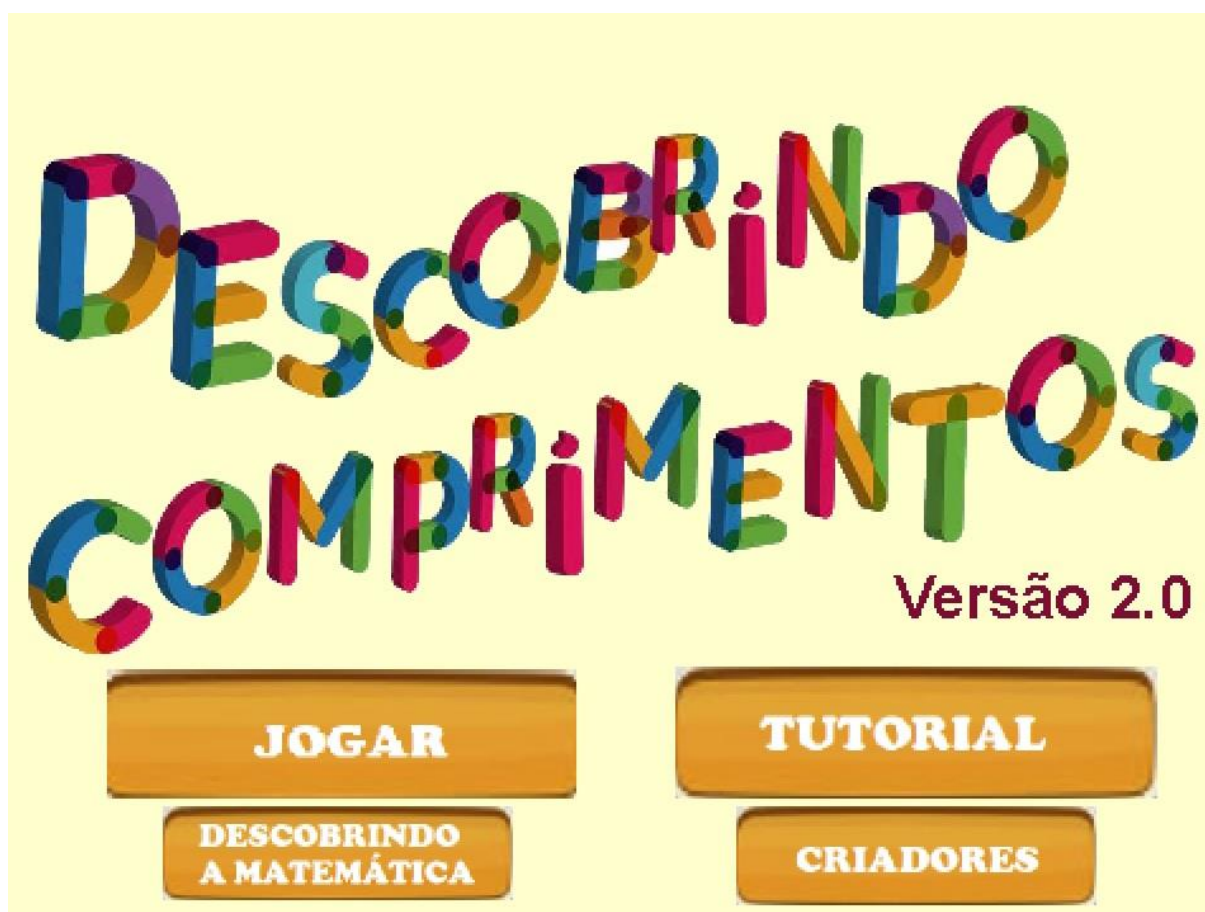 DESCOBRiNDO
COMPRiMENTOS
Versão 2.0
JOGAR
TUTORIAL
DESCOBRINDO
A MATEMÁTICA
CRIADORES